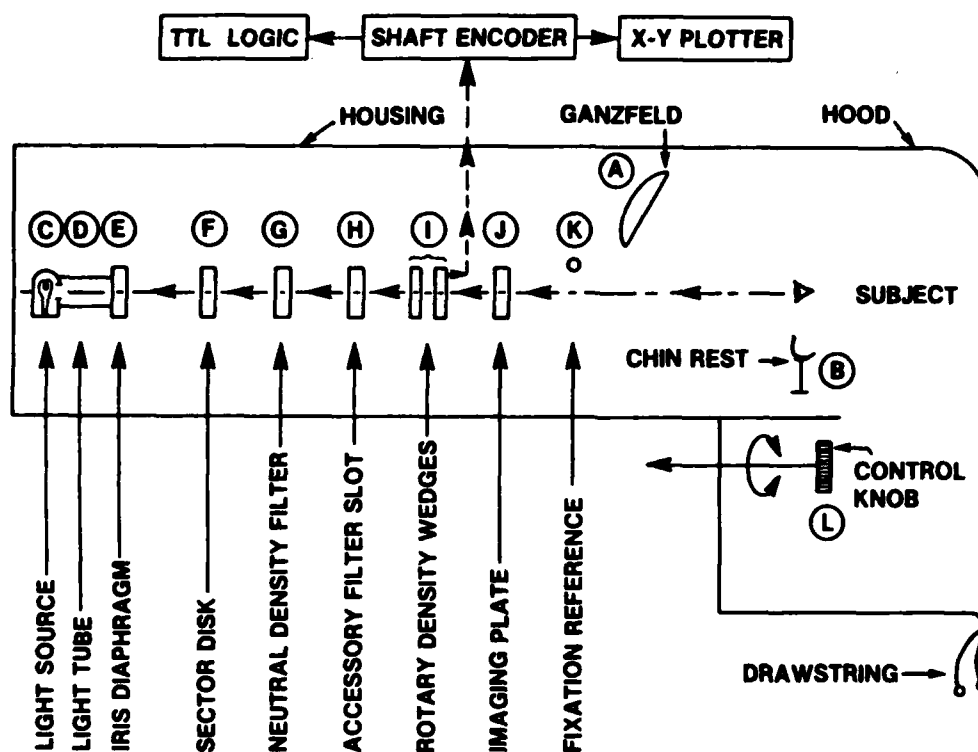 TTL LOGIC
SHAFT ENCODER
X-Y PLOTTER
HOUSING
GANZFELD
HOOD
A
C
D
E
F
G
H
I
J
K
SUBJECT
CHIN REST
B
CONTROL
KNOB
L
LIGHT SOURCE
LIGHT TUBE
IRIS DIAPHRAGM
SECTOR DISK
NEUTRAL DENSITY FILTER
ACCESSORY FILTER SLOT
ROTARY DENSITY WEDGES
IMAGING PLATE
FIXATION REFERENCE
DRAWSTRING